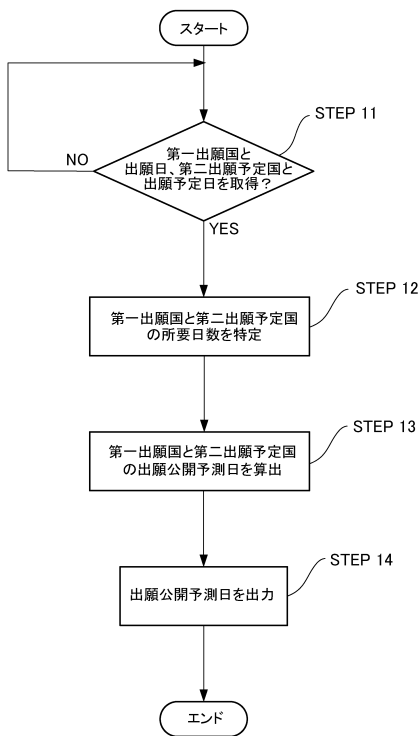 スタート
STEP 11
第一出願国と
出願日、第二出願予定国と
出願予定日を取得？
NO
YES
STEP 12
第一出願国と第二出願予定国
の所要日数を特定
STEP 13
第一出願国と第二出願予定国
の出願公開予測日を算出
STEP 14
出願公開予測日を出力
エンド